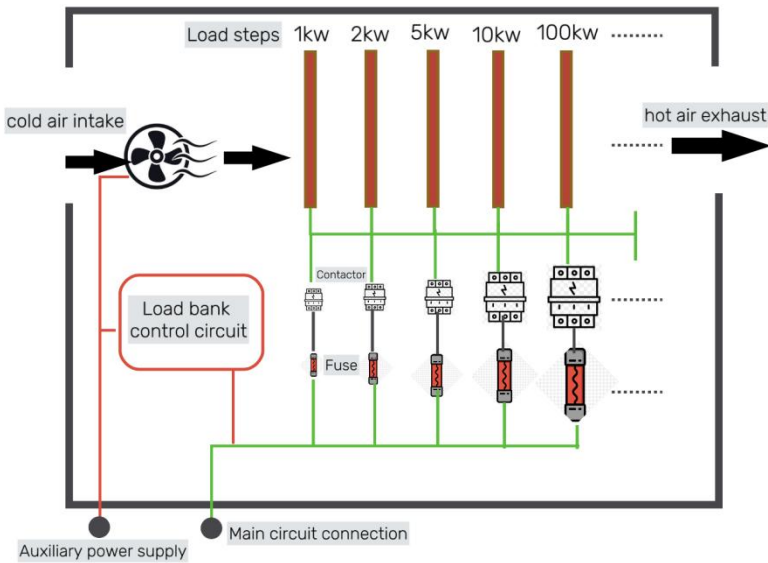 Load steps 1kw 2kw 5kw 10kw 100kw
cold air intake
hot air exhaust
Contactor
Load bank
control circuit
Fuse
Main circuit connection
Auxiliary power supply